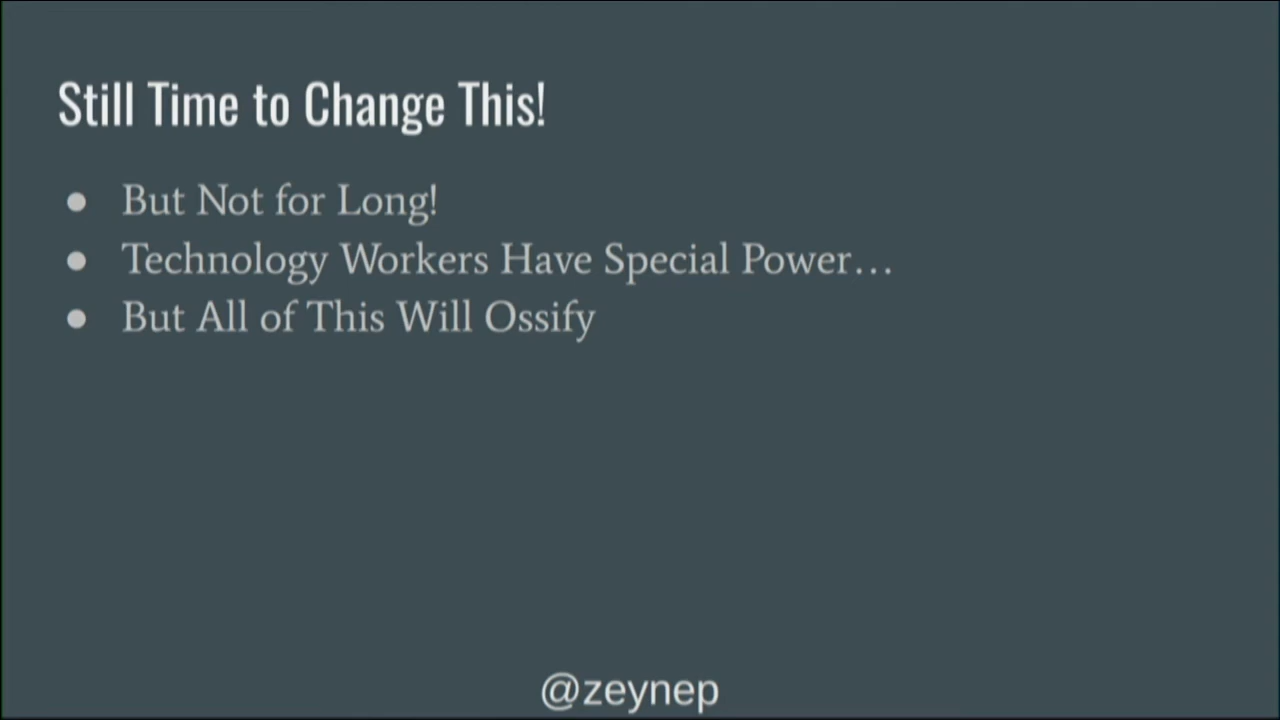 Still Time to Change This!
● But Not for Long!
● Technology Workers Have Special Power…
● But All of This Will Ossify
@zeynep